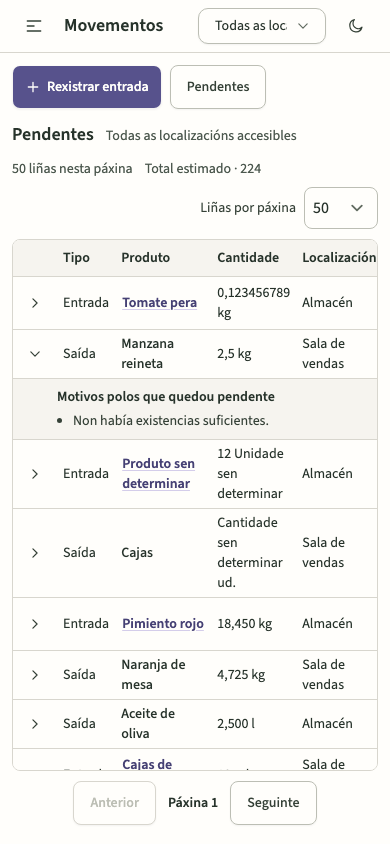 Movementos
Todas as loc
Rexistrar entrada
Pendentes
Pendentes Todas as localizacións accesibles
50 liñas nesta páxina Total estimado · 224
Liñas por páxina 50
Tipo Produto Cantidade Localización
Entrada Tomate pera 0,123456789 kg Almacén
Saída Manzana reineta 2,5 kg Sala de vendas
Motivos polos que quedou pendente
• Non había existencias suficientes.
Entrada Produto sen determinar 12 Unidade sen determinar Almacén
Saída Cajas Cantidade sen determinar ud. Sala de vendas
Entrada Pimiento rojo 18,450 kg Almacén
Saída Naranja de mesa 4,725 kg Sala de vendas
Saída Aceite de oliva 2,500 l Almacén
Cajas de Sala de
Anterior Páxina 1 Seguinte